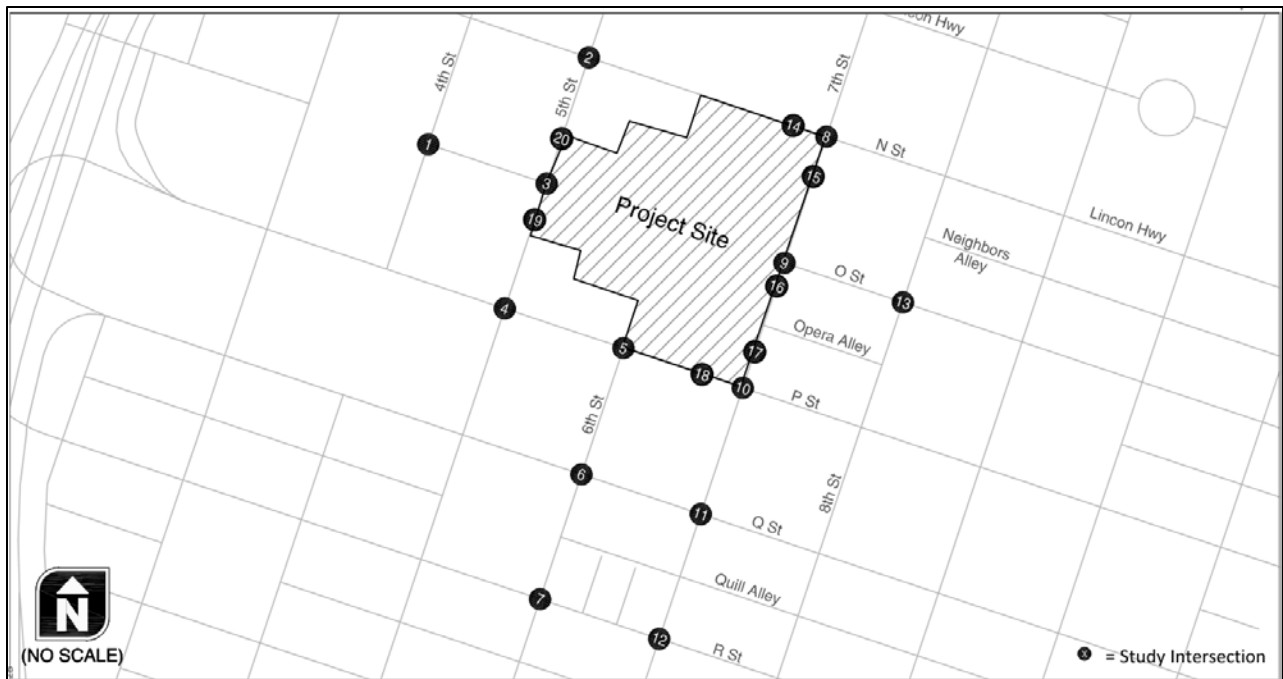 con Hwy
2
4th St
5th St
7th St
1
20
14
8
N St
3
15
19
Project Site
Lincon Hwy
Neighbors
Alley
9
O St
16
13
4
Opera Alley
5
17
18
10
P St
6th St
6
8th St
11
Q St
7
Quill Alley
12
R St
N
(NO SCALE)
x = Study Intersection